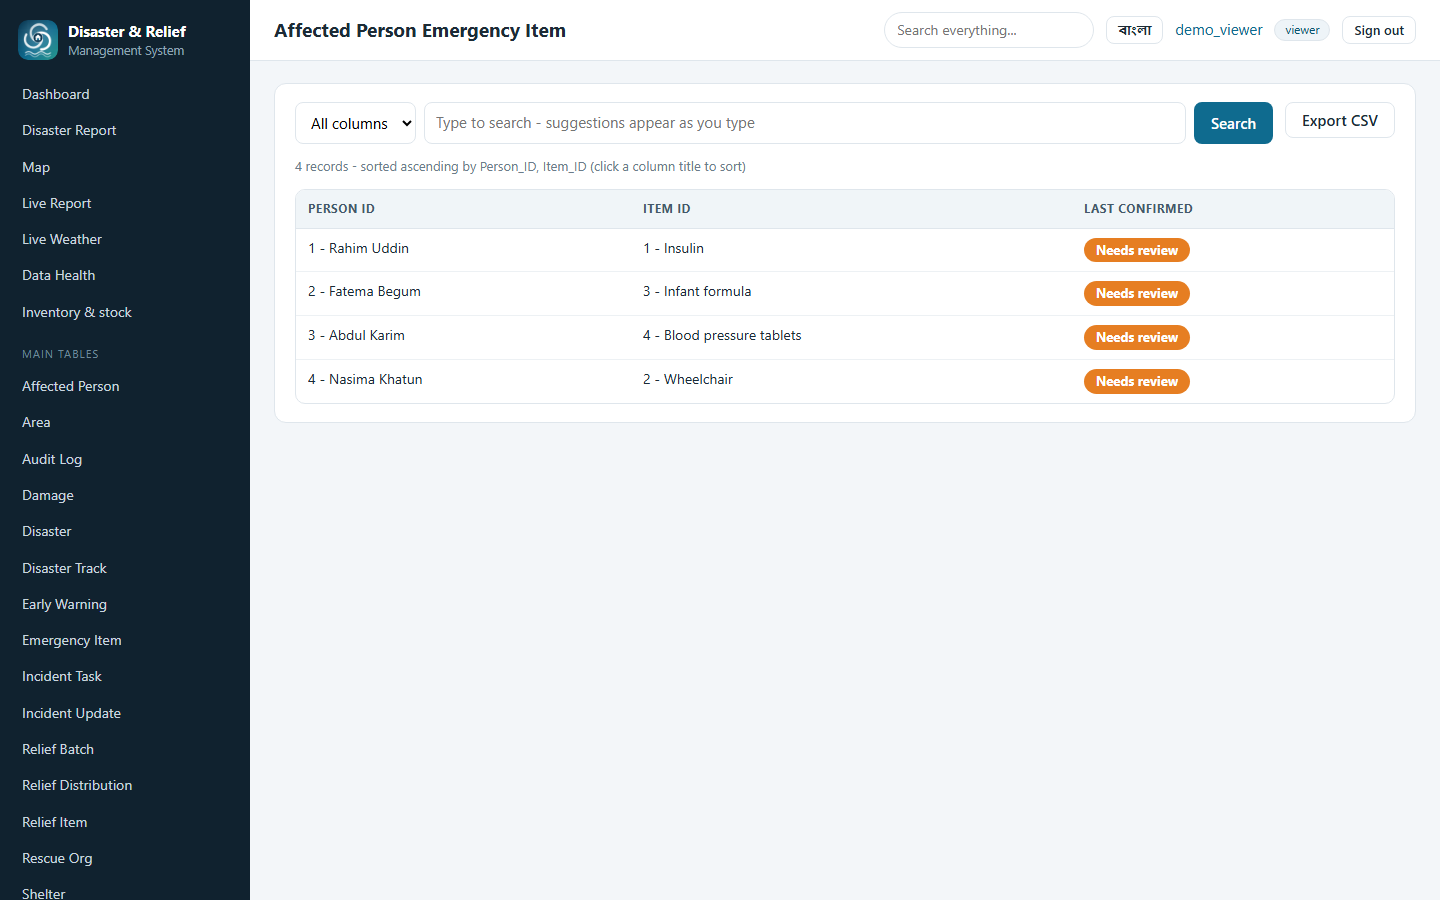 Disaster & Relief
Management System
Dashboard
Disaster Report
Map
Live Report
Live Weather
Data Health
Inventory & stock
MAIN TABLES
Affected Person
Area
Audit Log
Damage
Disaster
Disaster Track
Early Warning
Emergency Item
Incident Task
Incident Update
Relief Batch
Relief Distribution
Relief Item
Rescue Org
Shelter
Affected Person Emergency Item
Search everything...
বাংলা
demo_viewer
viewer
Sign out
All columns
Type to search - suggestions appear as you type
Search
Export CSV
4 records - sorted ascending by Person_ID, Item_ID (click a column title to sort)
PERSON ID ITEM ID LAST CONFIRMED
1 - Rahim Uddin 1 - Insulin Needs review
2 - Fatema Begum 3 - Infant formula Needs review
3 - Abdul Karim 4 - Blood pressure tablets Needs review
4 - Nasima Khatun 2 - Wheelchair Needs review